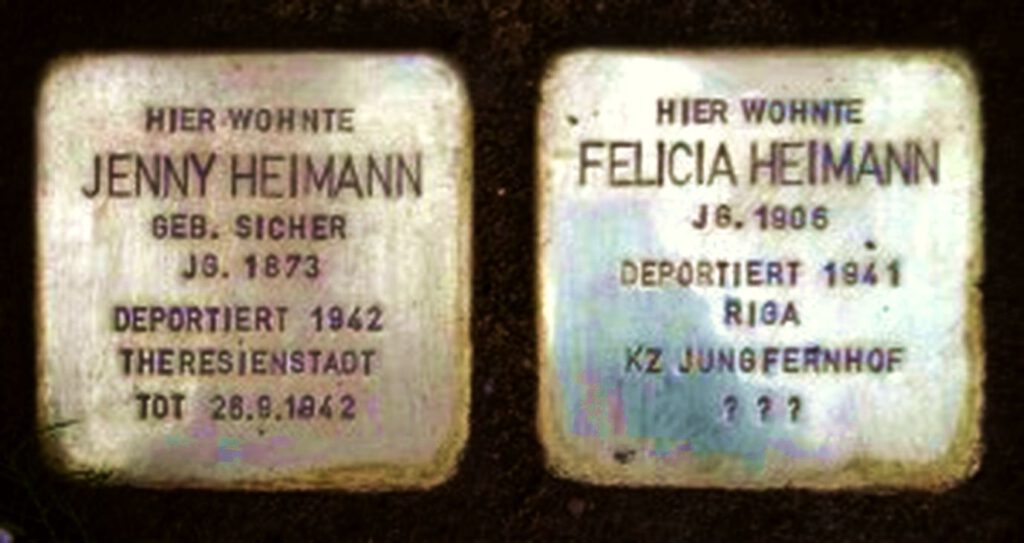 HIER WOHNTE
JENNY HEIMANN
GEB. SICHER
JG. 1873
DEPORTIERT 1942
THERESIENSTADT
TOT 26.9.1942
HIER WOHNTE
FELICIA HEIMANN
JG. 1906
DEPORTIERT 1941
RIGA
KZ JUNGFERNHOF
? ? ?